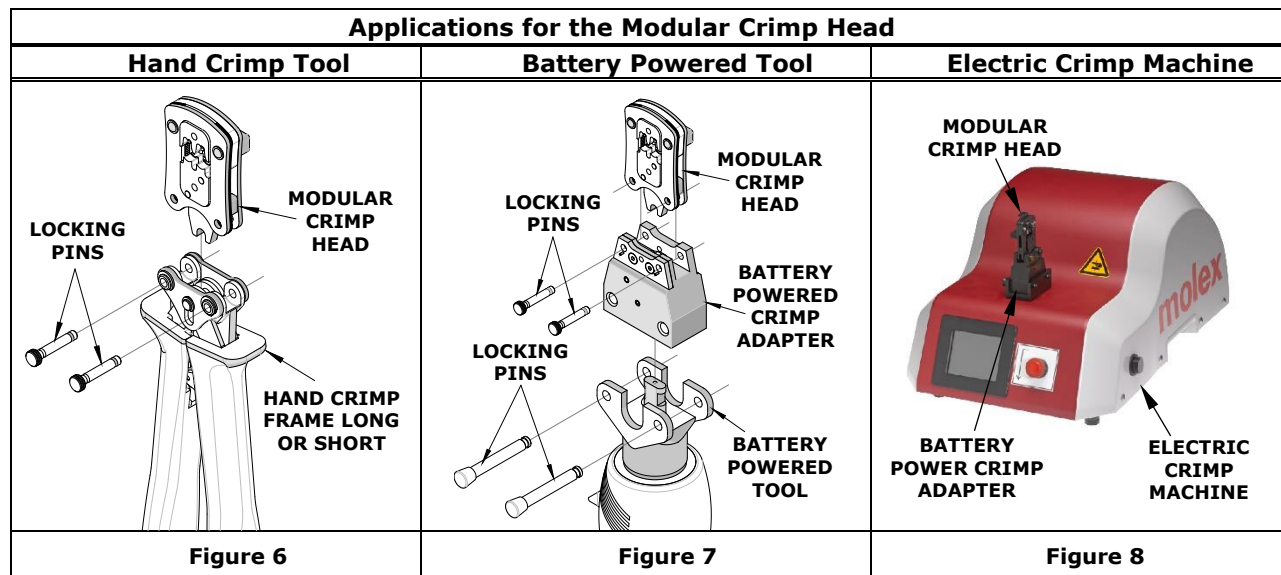 Applications for the Modular Crimp Head
Hand Crimp Tool
Battery Powered Tool
Electric Crimp Machine
MODULAR
CRIMP
HEAD
LOCKING
PINS
HAND CRIMP
FRAME LONG
OR SHORT
MODULAR
CRIMP
HEAD
LOCKING
PINS
BATTERY
POWERED
CRIMP
ADAPTER
LOCKING
PINS
BATTERY
POWERED
TOOL
MODULAR
CRIMP HEAD
molex
BATTERY
POWER CRIMP
ADAPTER
ELECTRIC
CRIMP
MACHINE
Figure 6
Figure 7
Figure 8